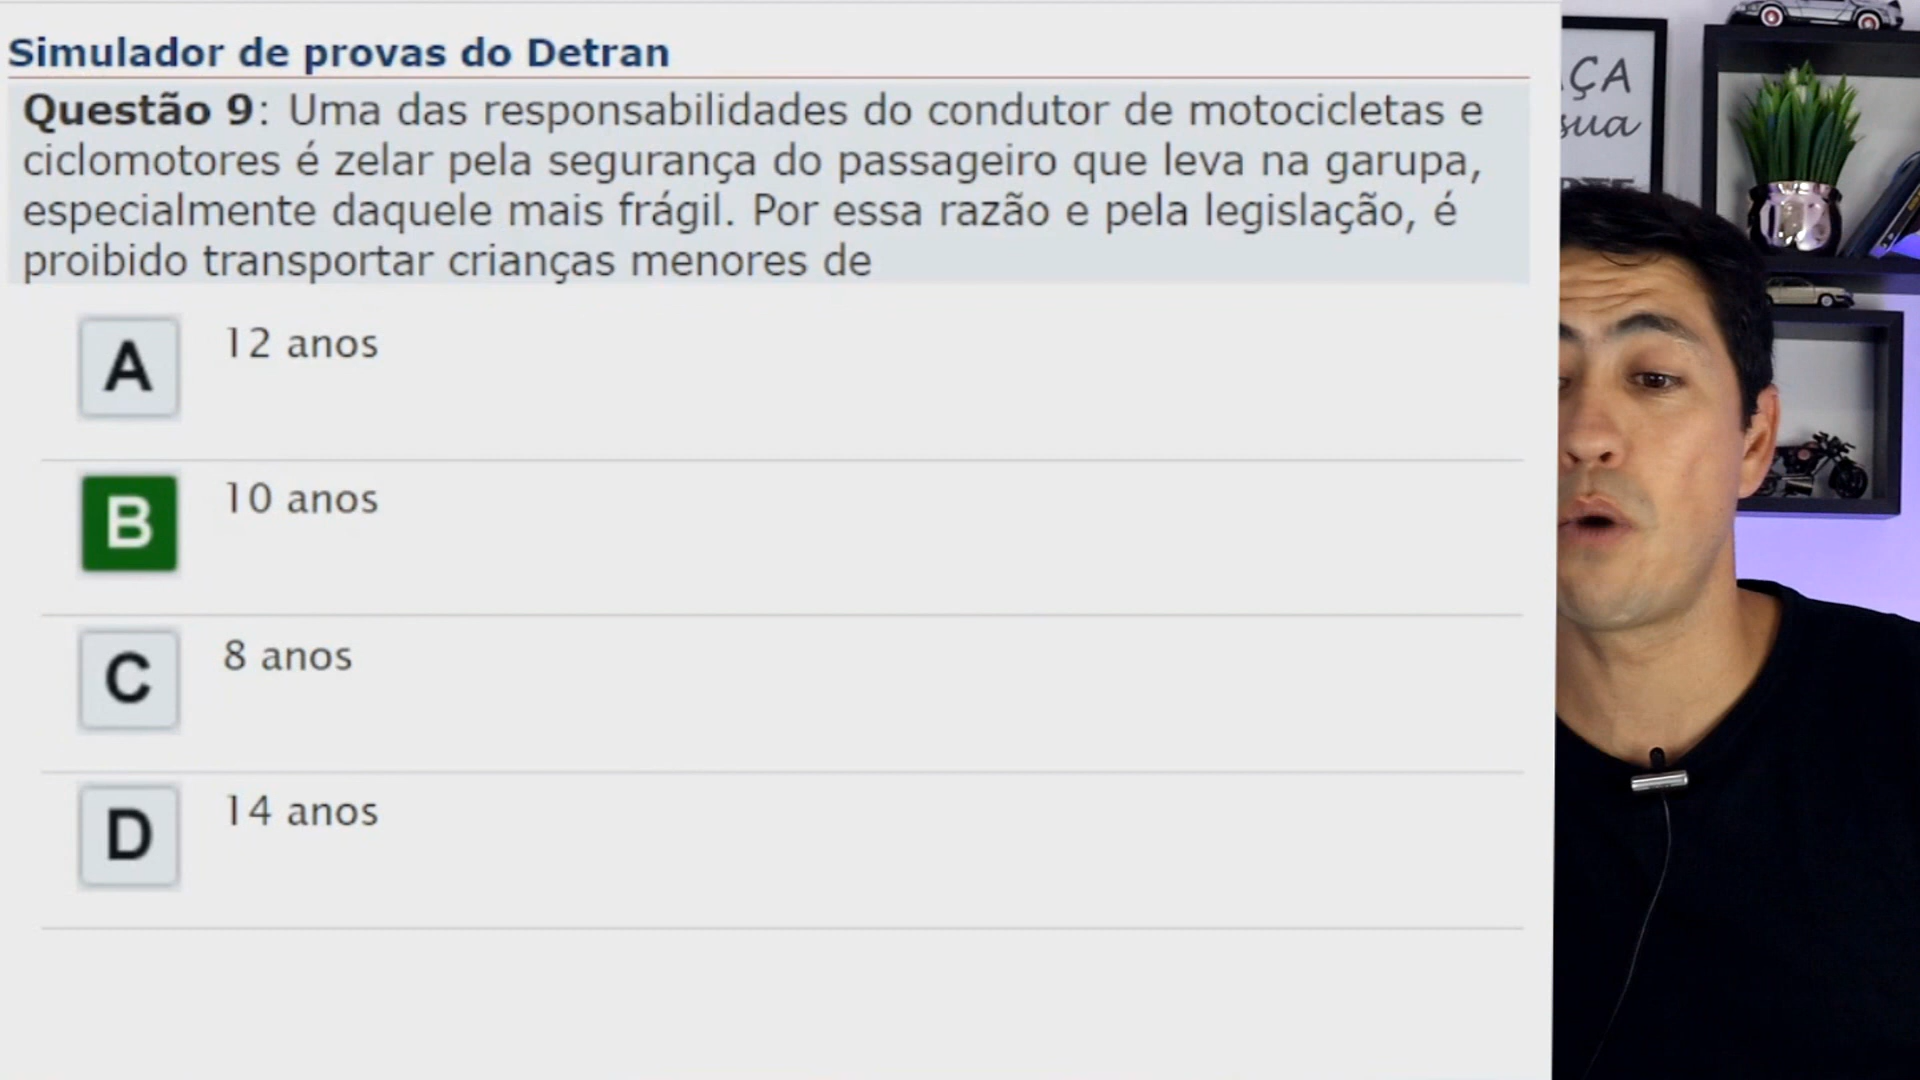 Simulador de provas do Detran
Questão 9: Uma das responsabilidades do condutor de motocicletas e
ciclomotores é zelar pela segurança do passageiro que leva na garupa,
especialmente daquele mais frágil. Por essa razão e pela legislação, é
proibido transportar crianças menores de
A 12 anos
B 10 anos
C 8 anos
D 14 anos
sua